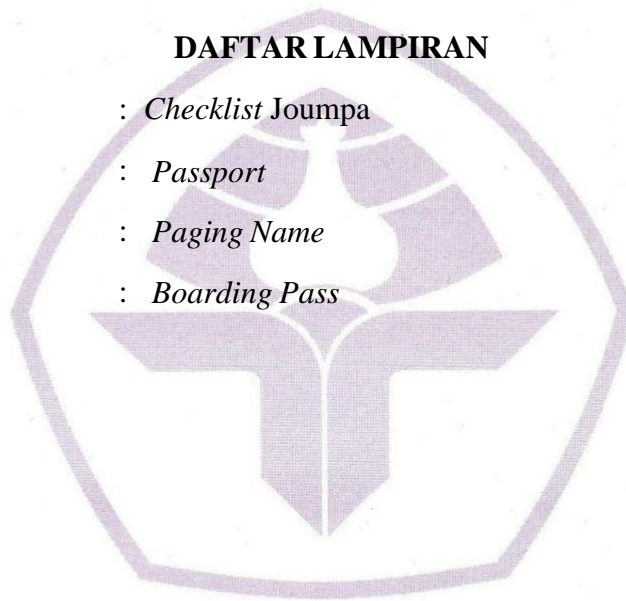 DAFTAR LAMPIRAN
: Checklist Joumpa
: Passport
: Paging Name
: Boarding Pass